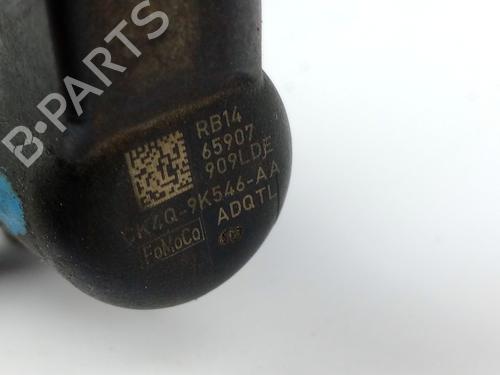 B-PARTS
RB14
65907
909LDE
CK4Q-9K546-AA
ADQTL
FoMoCo